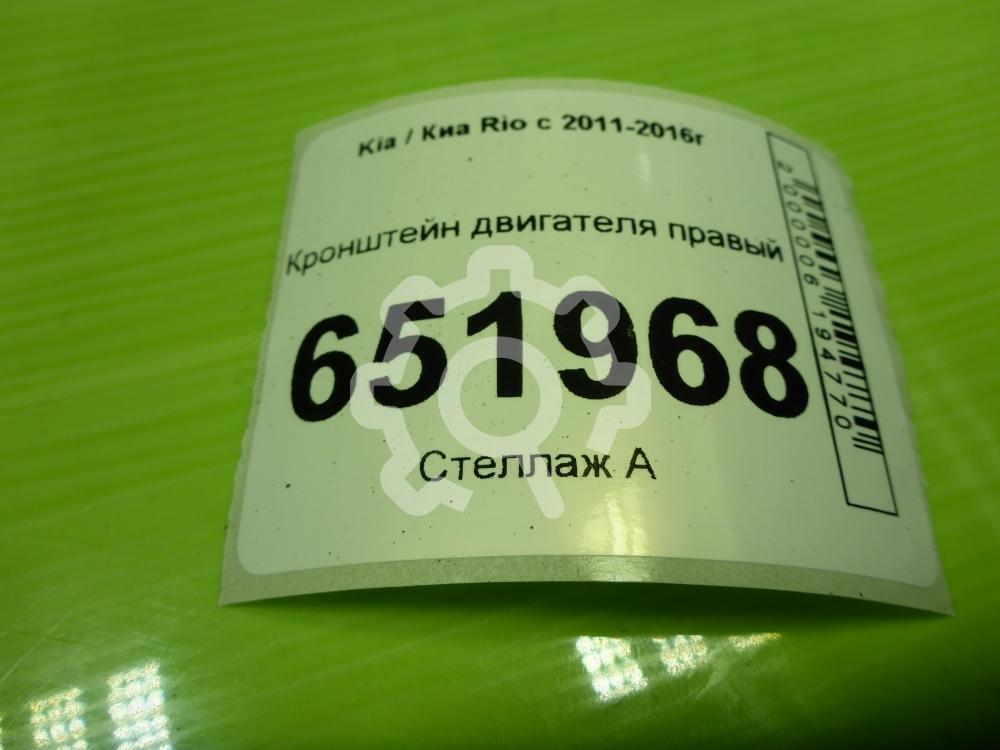 Kia / Киа Rio с 2011-2016г
Кронштейн двигателя правый
651968
Стеллаж А
2000006194770